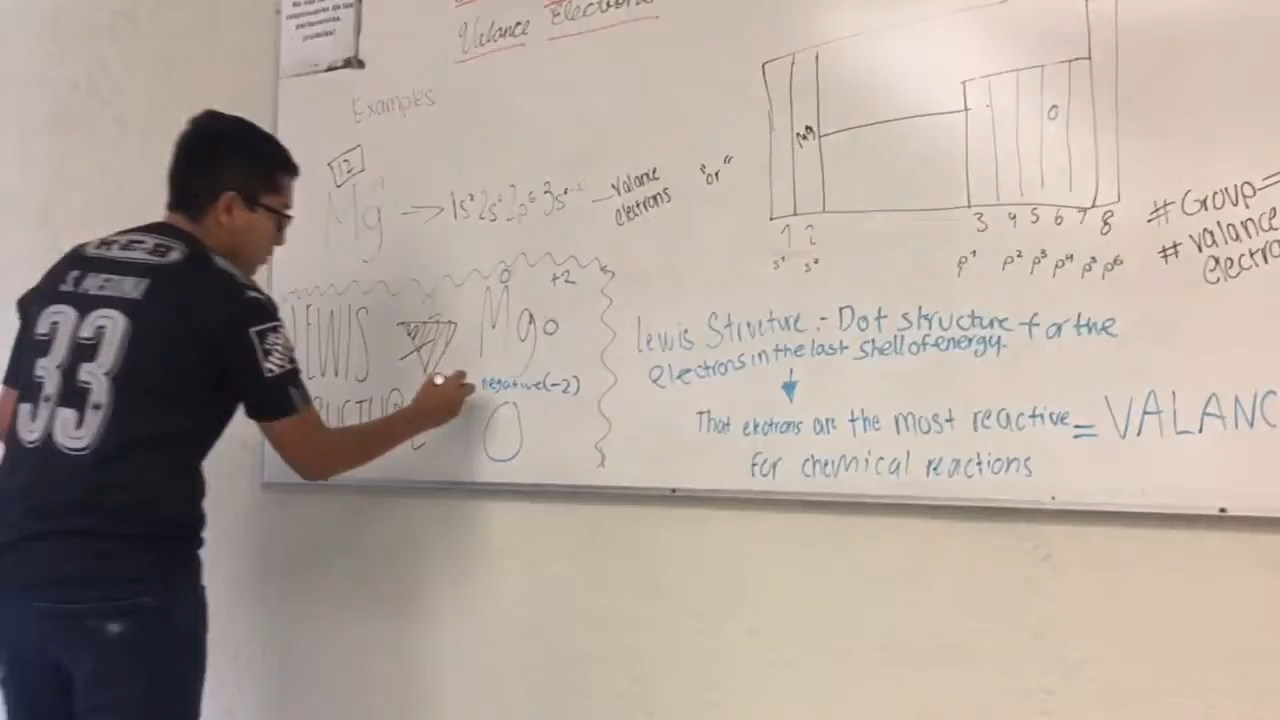 Valance Electron
Examples
12
Mg → 1s² 2s² 2p⁶ 3s² — valance
electrons "or"
Mg
O
1 2 3 4 5 6 7 8
s¹ s² p¹ p² p³ p⁴ p⁵ p⁶
# Group =
# valance
electro
LEWIS
+2
Mg
negative(-2)
O
Lewis Structure:- Dot structure for the
electrons in the last shell of energy.
That elctrons are the most reactive = VALANC
for chemical reactions
H-E-B
S. MEDINA
33